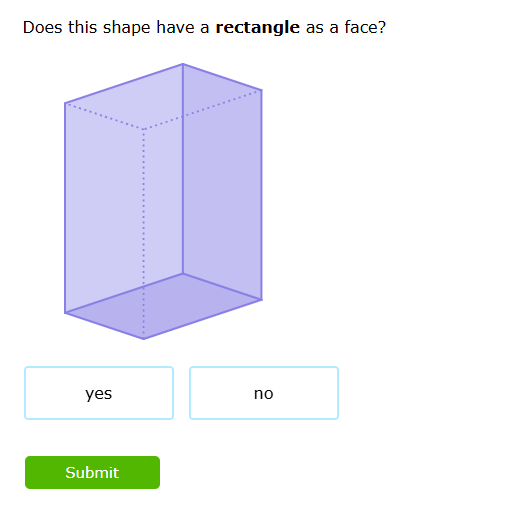 Does this shape have a rectangle as a face?
yes
no
Submit